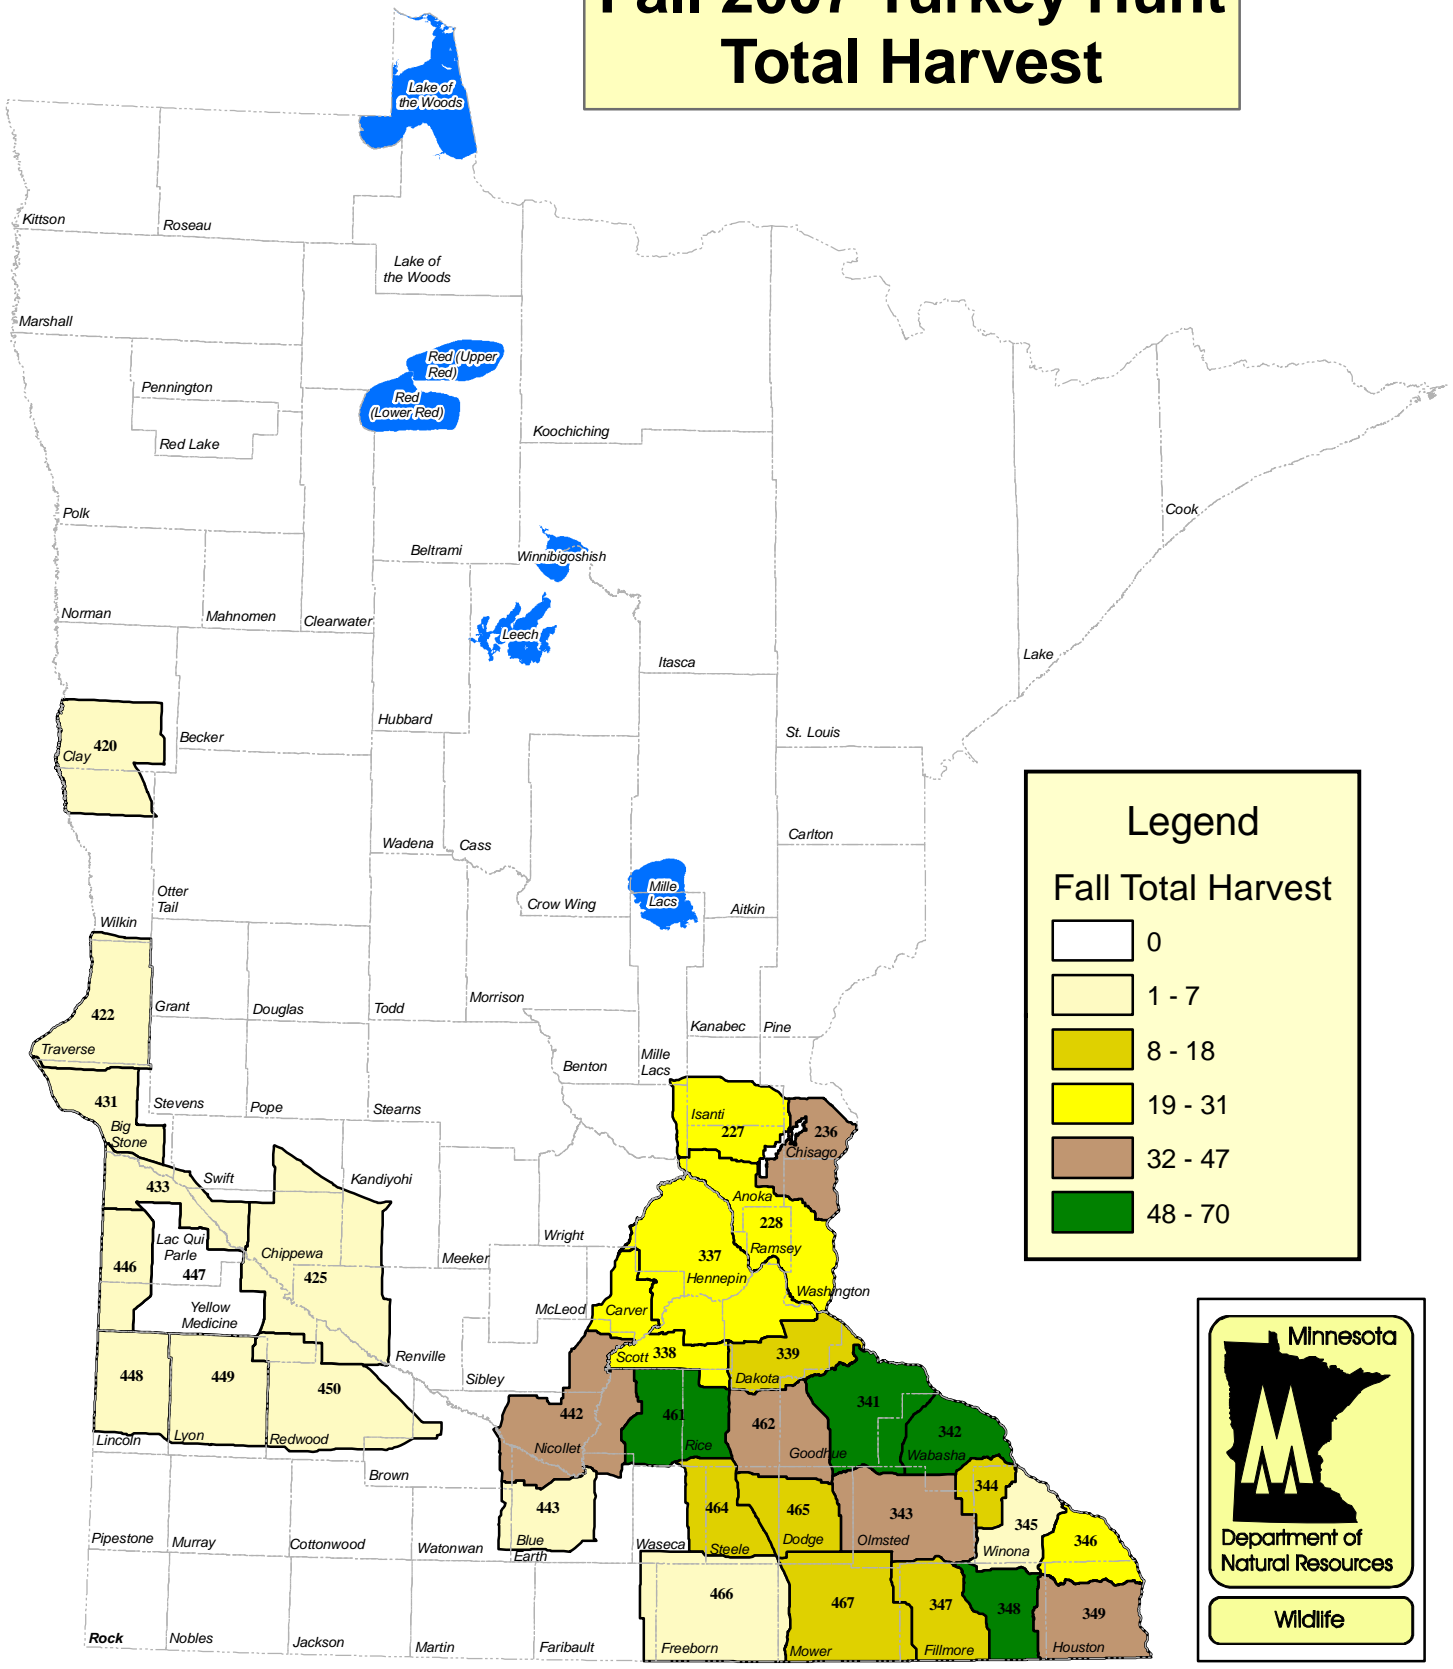 Fall 2007 Turkey Hunt
Total Harvest
Lake of
the Woods
Kittson
Roseau
Lake of
the Woods
Marshall
Red (Upper
Red)
Pennington
Red
(Lower Red)
Red Lake
Koochiching
Polk
Cook
Beltrami
Winnibigoshish
Norman
Mahnomen
Clearwater
Leech
Itasca
Lake
Hubbard
Becker
St. Louis
420
Clay
Wadena
Cass
Carlton
Otter
Tail
Mille
Lacs
Crow Wing
Aitkin
Wilkin
Grant
Douglas
Todd
Morrison
422
Traverse
Kanabec
Pine
Benton
Mille
Lacs
431
Big
Stone
Stevens
Pope
Stearns
Isanti
227
236
Chisago
433
Swift
Kandiyohi
Anoka
228
Ramsey
Wright
Lac Qui
Parle
447
Chippewa
425
446
Meeker
337
Hennepin
Washington
Yellow
Medicine
McLeod
Carver
Renville
Scott
338
339
Dakota
448
449
450
Sibley
442
Nicollet
461
Rice
462
Goodhue
341
342
Wabasha
Lincoln
Lyon
Redwood
Brown
443
Blue
Earth
464
Steele
465
Dodge
343
Olmsted
344
345
Winona
346
Pipestone
Murray
Cottonwood
Watonwan
Waseca
466
Freeborn
467
Mower
347
Fillmore
348
349
Houston
Rock
Nobles
Jackson
Martin
Faribault
Legend
Fall Total Harvest
0
1 - 7
8 - 18
19 - 31
32 - 47
48 - 70
Minnesota
Department of
Natural Resources
Wildlife